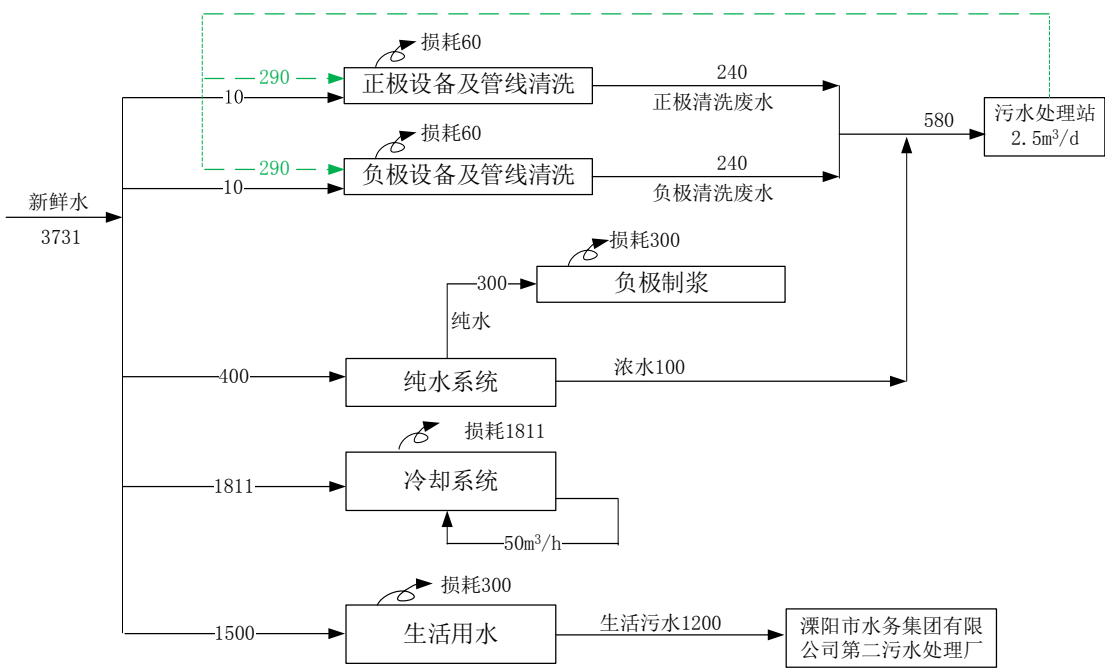 损耗60
290
正极设备及管线清洗
240
10
正极清洗废水
580
污水处理站
2.5m³/d
损耗60
290
负极设备及管线清洗
240
10
负极清洗废水
新鲜水
3731
损耗300
300
负极制浆
纯水
400
纯水系统
浓水100
损耗1811
1811
冷却系统
50m³/h
损耗300
1500
生活用水
生活污水1200
溧阳市水务集团有限
公司第二污水处理厂